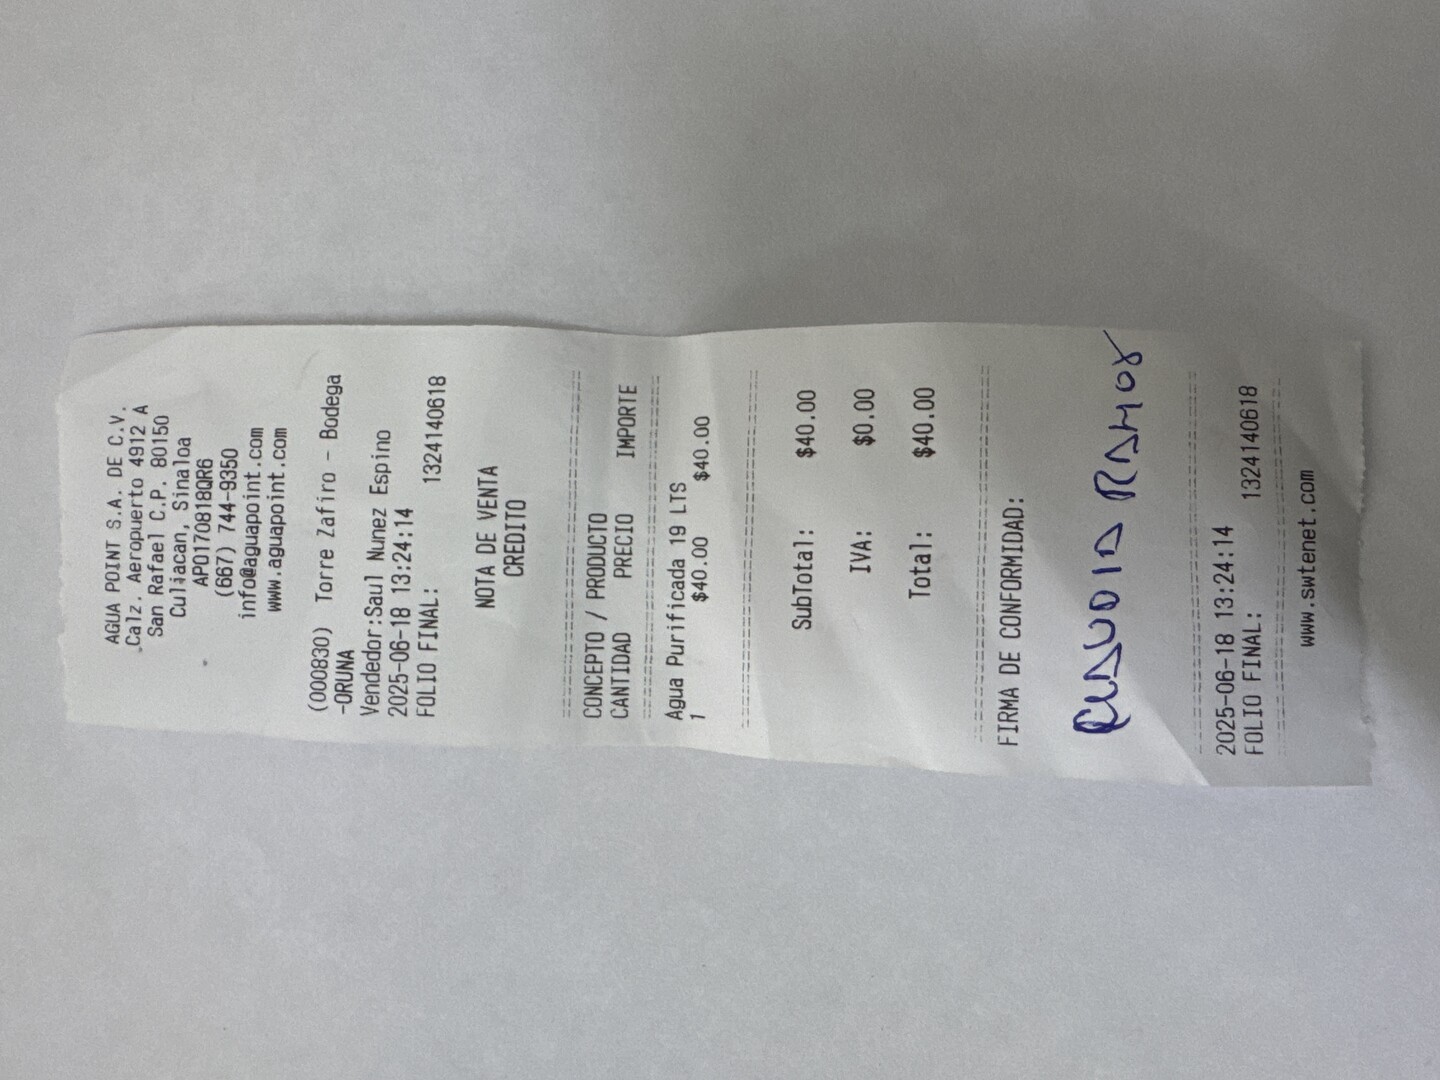 AGUA POINT S.A. DE C.V.
Calz. Aeropuerto 4912 A
San Rafael C.P. 80150
Culiacan, Sinaloa
APO170818QR6
(667) 744-9350
info@aguapoint.com
www.aguapoint.com
(000830) Torre Zafiro - Bodega
-ORUNA
Vendedor:Saul Nunez Espino
2025-06-18 13:24:14
FOLIO FINAL: 1324140618
NOTA DE VENTA
CREDITO
CONCEPTO / PRODUCTO
CANTIDAD PRECIO IMPORTE
Agua Purificada 19 LTS
1 $40.00 $40.00
SubTotal: $40.00
IVA: $0.00
Total: $40.00
FIRMA DE CONFORMIDAD:
RAMOS
2025-06-18 13:24:14
FOLIO FINAL: 1324140618
www.swtenet.com